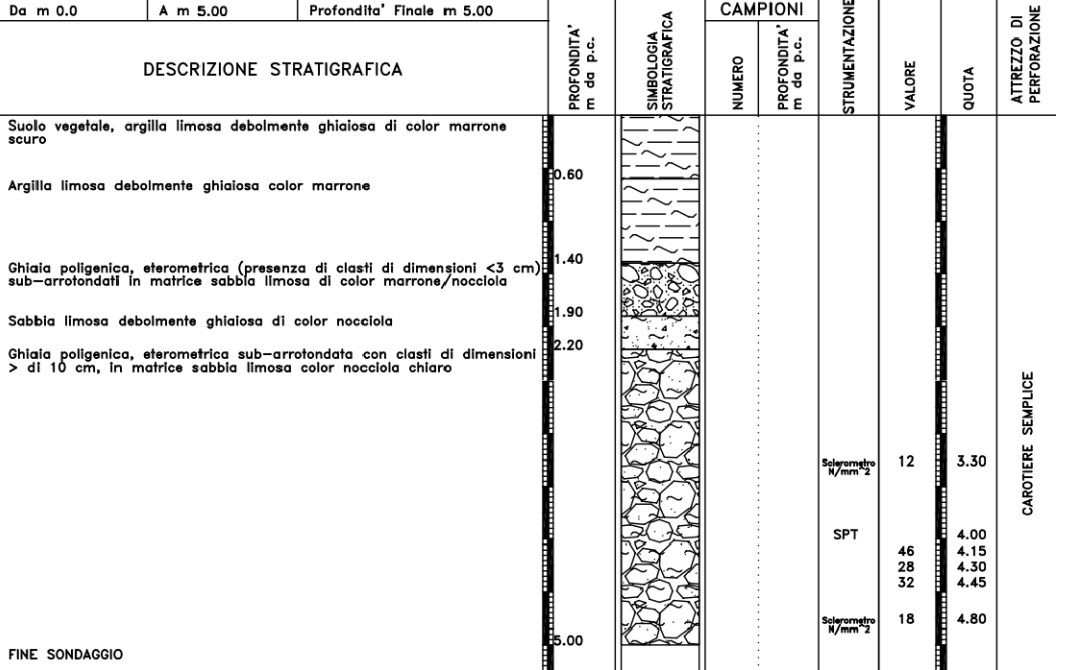 Da m 0.0
A m 5.00
Profondita' Finale m 5.00
CAMPIONI
DESCRIZIONE STRATIGRAFICA
PROFONDITA'
m da p.c.
SIMBOLOGIA
STRATIGRAFICA
NUMERO
PROFONDITA'
m da p.c.
STRUMENTAZIONE
VALORE
QUOTA
ATTREZZO DI
PERFORAZIONE
Suolo vegetale, argilla limosa debolmente ghiaiosa di color marrone
scuro
0.60
Argilla limosa debolmente ghiaiosa color marrone
1.40
Ghiaia poligenica, eterometrica (presenza di clasti di dimensioni <3 cm)
sub-arrotondati in matrice sabbia limosa di color marrone/nocciola
1.90
Sabbia limosa debolmente ghiaiosa di color nocciola
2.20
Ghiaia poligenica, eterometrica sub-arrotondata con clasti di dimensioni
> di 10 cm, in matrice sabbia limosa color nocciola chiaro
CAROTIERE SEMPLICE
Sclerometro
N/mm^2
12
3.30
SPT
4.00
46
4.15
28
4.30
32
4.45
Sclerometro
N/mm^2
18
4.80
5.00
FINE SONDAGGIO